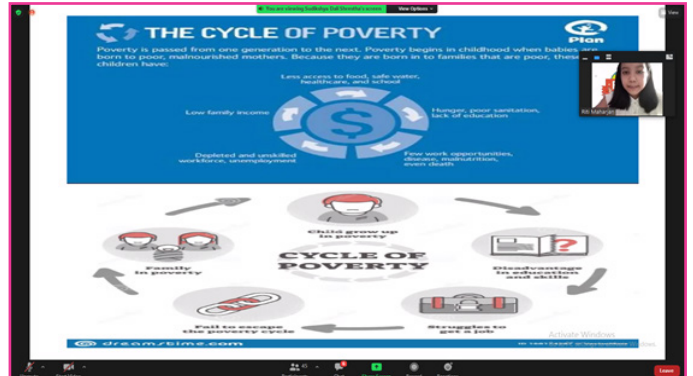 You are viewing Sudiksha Dali Shrestha's screen
View Options
View
THE CYCLE OF POVERTY
Plan
Poverty is passed from one generation to the next. Poverty begins in childhood when babies are
born to poor, malnourished mothers. Because they are born in to families that are poor, these
children have:
Less access to food, safe water,
healthcare, and school
Low family income
Hunger, poor sanitation,
lack of education
Depleted and unskilled
workforce, unemployment
Few work opportunities,
disease, malnutrition,
even death
Maharjan
Child grow up
in poverty
CYCLE OF
POVERTY
Family
in poverty
Disadvantage
in education
and skills
Fail to escape
the poverty cycle
Struggles to
get a job
Activate Windows
dreamstime.com
Leave